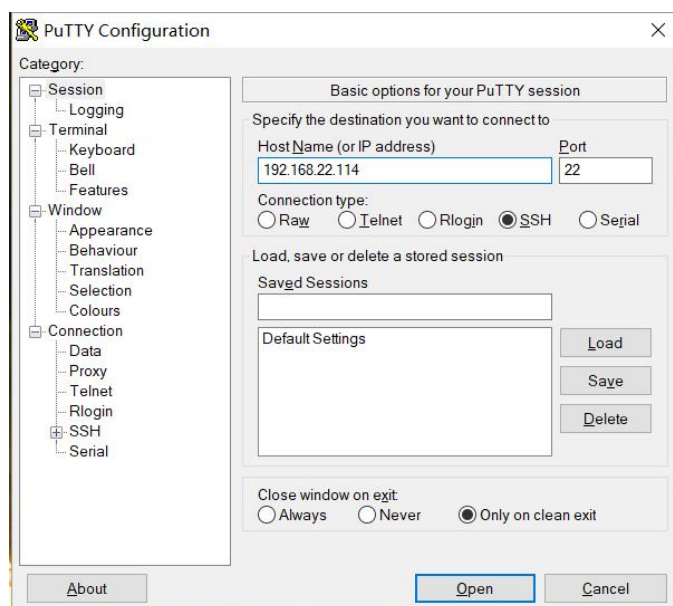 PuTTY Configuration
Category:
Session
Logging
Terminal
Keyboard
Bell
Features
Window
Appearance
Behaviour
Translation
Selection
Colours
Connection
Data
Proxy
Telnet
Rlogin
SSH
Serial
Basic options for your PuTTY session
Specify the destination you want to connect to
Host Name (or IP address) Port
192.168.22.114 22
Connection type:
Raw Telnet Rlogin SSH Serial
Load, save or delete a stored session
Saved Sessions
Default Settings
Load
Save
Delete
Close window on exit:
Always Never Only on clean exit
About Open Cancel